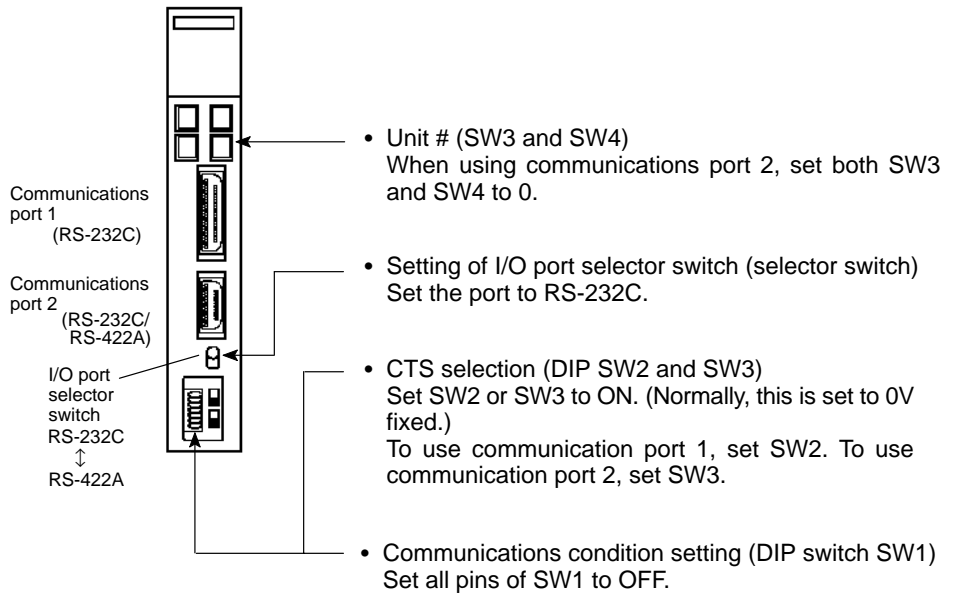 Communications
port 1
(RS-232C)
Communications
port 2
(RS-232C/
RS-422A)
I/O port
selector
switch
RS-232C
↕
RS-422A
• Unit # (SW3 and SW4)
When using communications port 2, set both SW3
and SW4 to 0.
• Setting of I/O port selector switch (selector switch)
Set the port to RS-232C.
• CTS selection (DIP SW2 and SW3)
Set SW2 or SW3 to ON. (Normally, this is set to 0V
fixed.)
To use communication port 1, set SW2. To use
communication port 2, set SW3.
• Communications condition setting (DIP switch SW1)
Set all pins of SW1 to OFF.